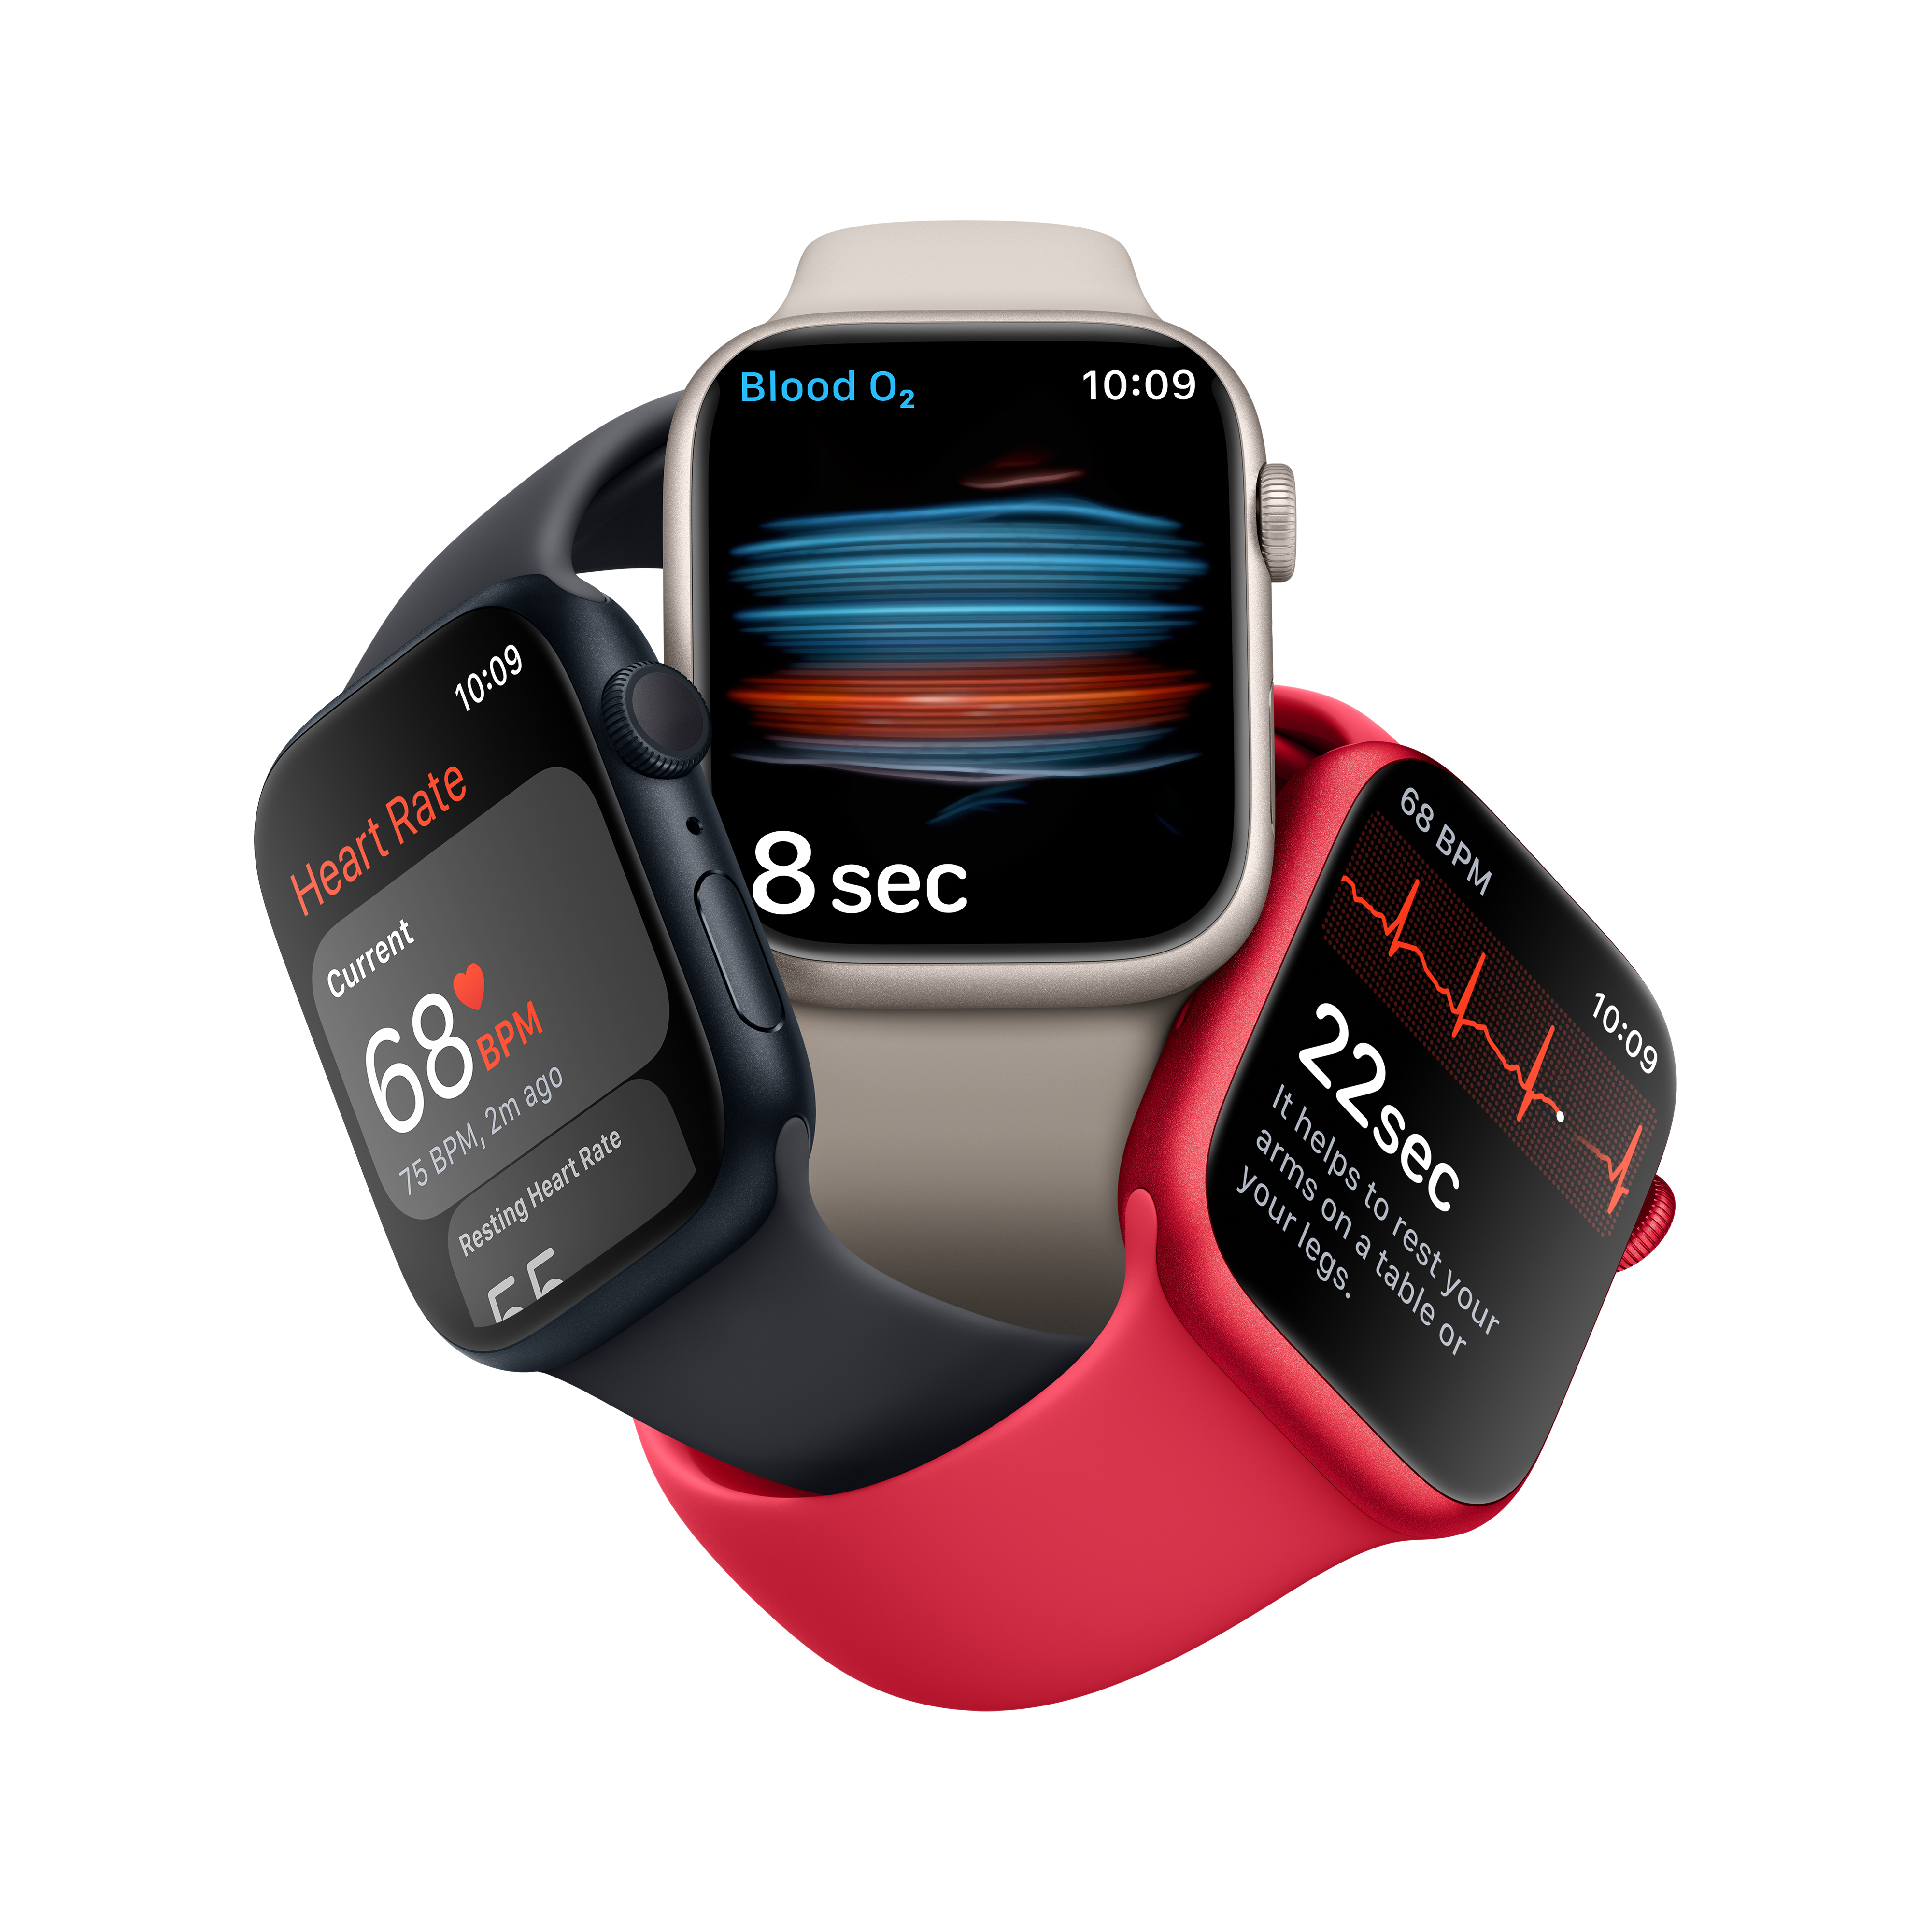 Blood O₂
10:09
8 sec
10:09
Heart Rate
Current
68 BPM
75 BPM, 2m ago
Resting Heart Rate
68 BPM
10:09
22sec
It helps to rest your
arms on a table or
your legs.